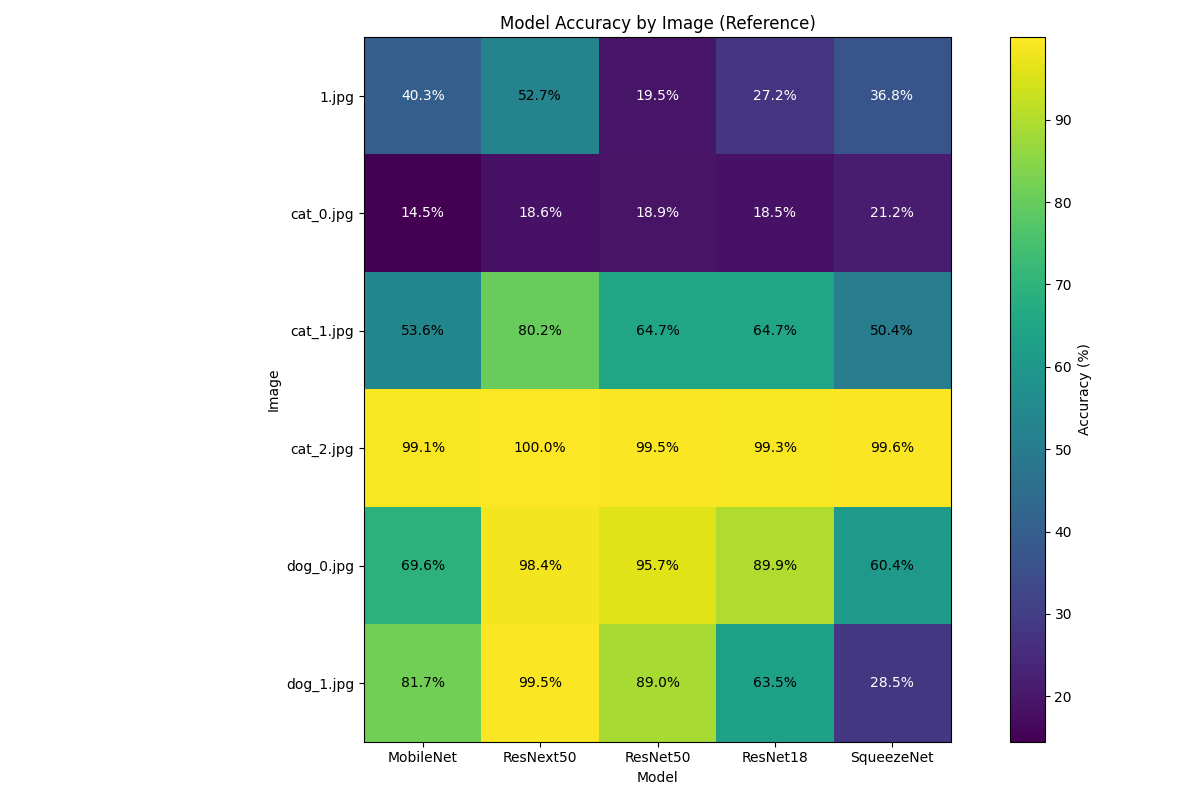 Model Accuracy by Image (Reference)
Image
1.jpg 40.3% 52.7% 19.5% 27.2% 36.8%
cat_0.jpg 14.5% 18.6% 18.9% 18.5% 21.2%
cat_1.jpg 53.6% 80.2% 64.7% 64.7% 50.4%
cat_2.jpg 99.1% 100.0% 99.5% 99.3% 99.6%
dog_0.jpg 69.6% 98.4% 95.7% 89.9% 60.4%
dog_1.jpg 81.7% 99.5% 89.0% 63.5% 28.5%
MobileNet ResNext50 ResNet50 ResNet18 SqueezeNet
Model
90
80
70
60
50
40
30
20
Accuracy (%)